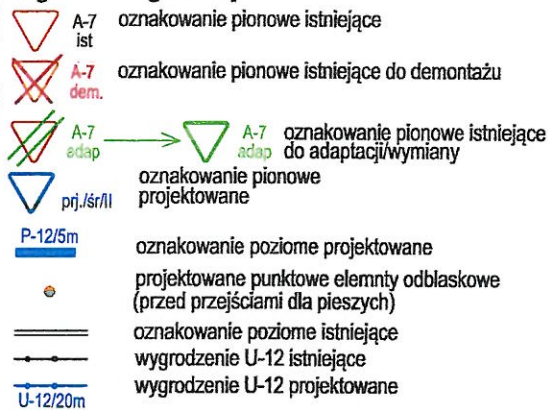 A-7 oznakowanie pionowe istniejące
ist
A-7 oznakowanie pionowe istniejące do demontażu
dem.
A-7 A-7 oznakowanie pionowe istniejące
adap adap do adaptacji/wymiany
oznakowanie pionowe
prj./śr/II projektowane
P-12/5m
oznakowanie poziome projektowane
projektowane punktowe elemnty odblaskowe
(przed przejściami dla pieszych)
oznakowanie poziome istniejące
wygrodzenie U-12 istniejące
wygrodzenie U-12 projektowane
U-12/20m